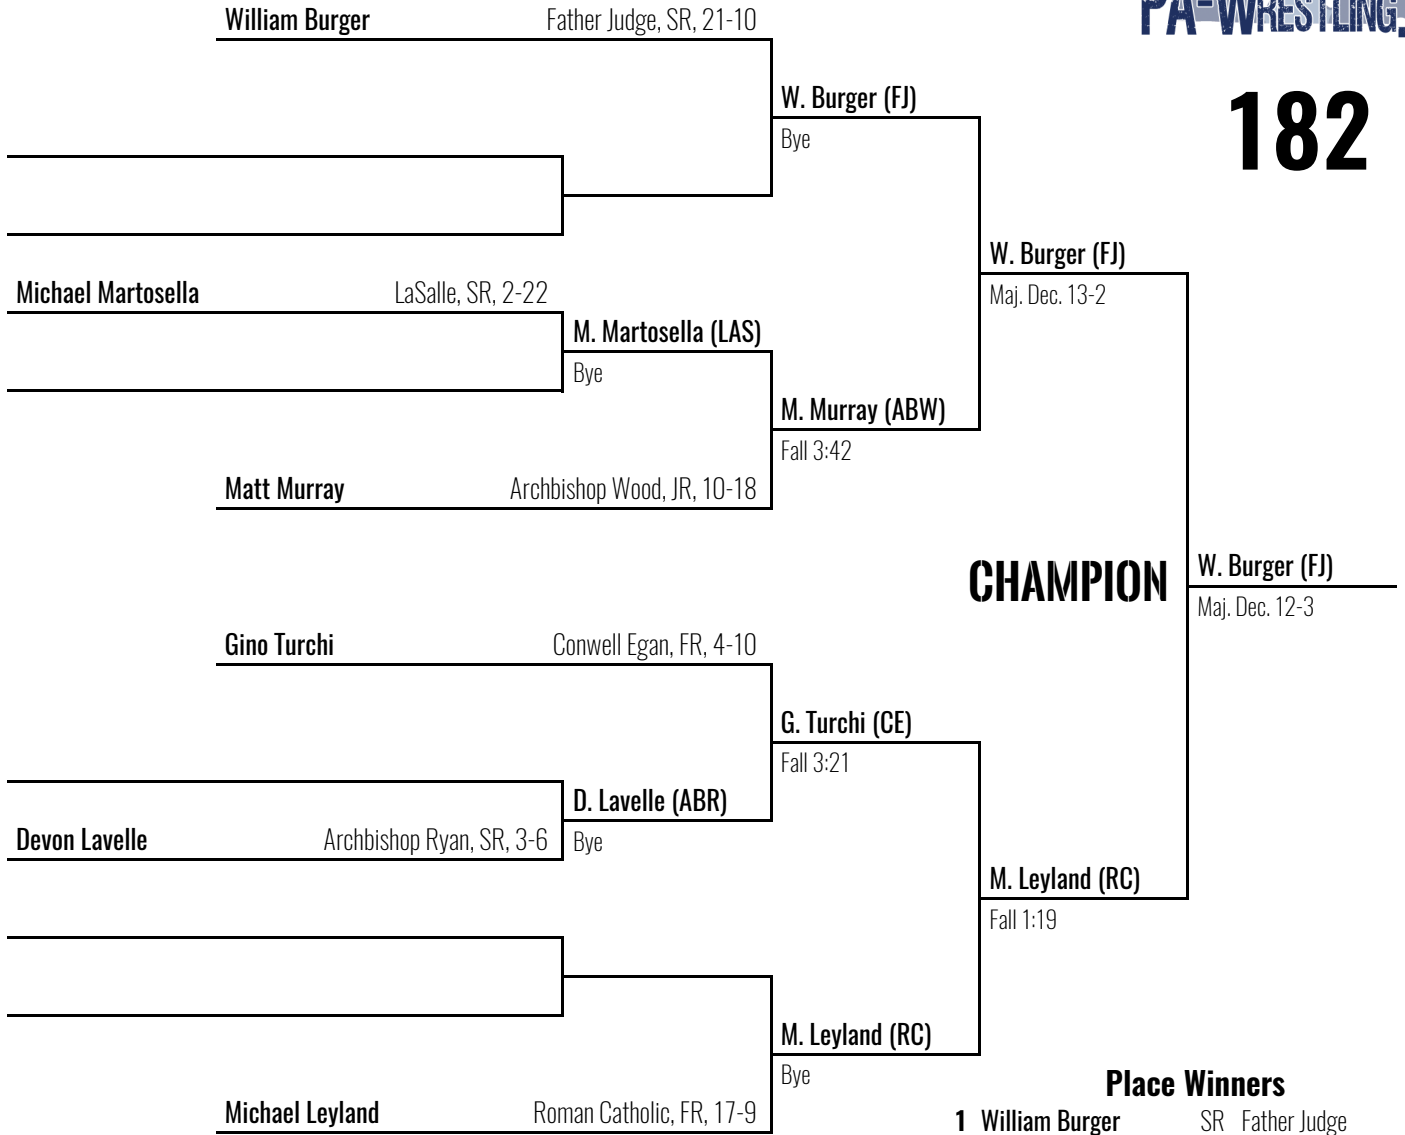 PA-WRESTLING.
182
William Burger Father Judge, SR, 21-10
W. Burger (FJ)
Bye
W. Burger (FJ)
Maj. Dec. 13-2
Michael Martosella LaSalle, SR, 2-22
M. Martosella (LAS)
Bye
M. Murray (ABW)
Fall 3:42
Matt Murray Archbishop Wood, JR, 10-18
CHAMPION
W. Burger (FJ)
Maj. Dec. 12-3
Gino Turchi Conwell Egan, FR, 4-10
G. Turchi (CE)
Fall 3:21
D. Lavelle (ABR)
Bye
Devon Lavelle Archbishop Ryan, SR, 3-6
M. Leyland (RC)
Fall 1:19
M. Leyland (RC)
Bye
Michael Leyland Roman Catholic, FR, 17-9
Place Winners
1 William Burger SR Father Judge